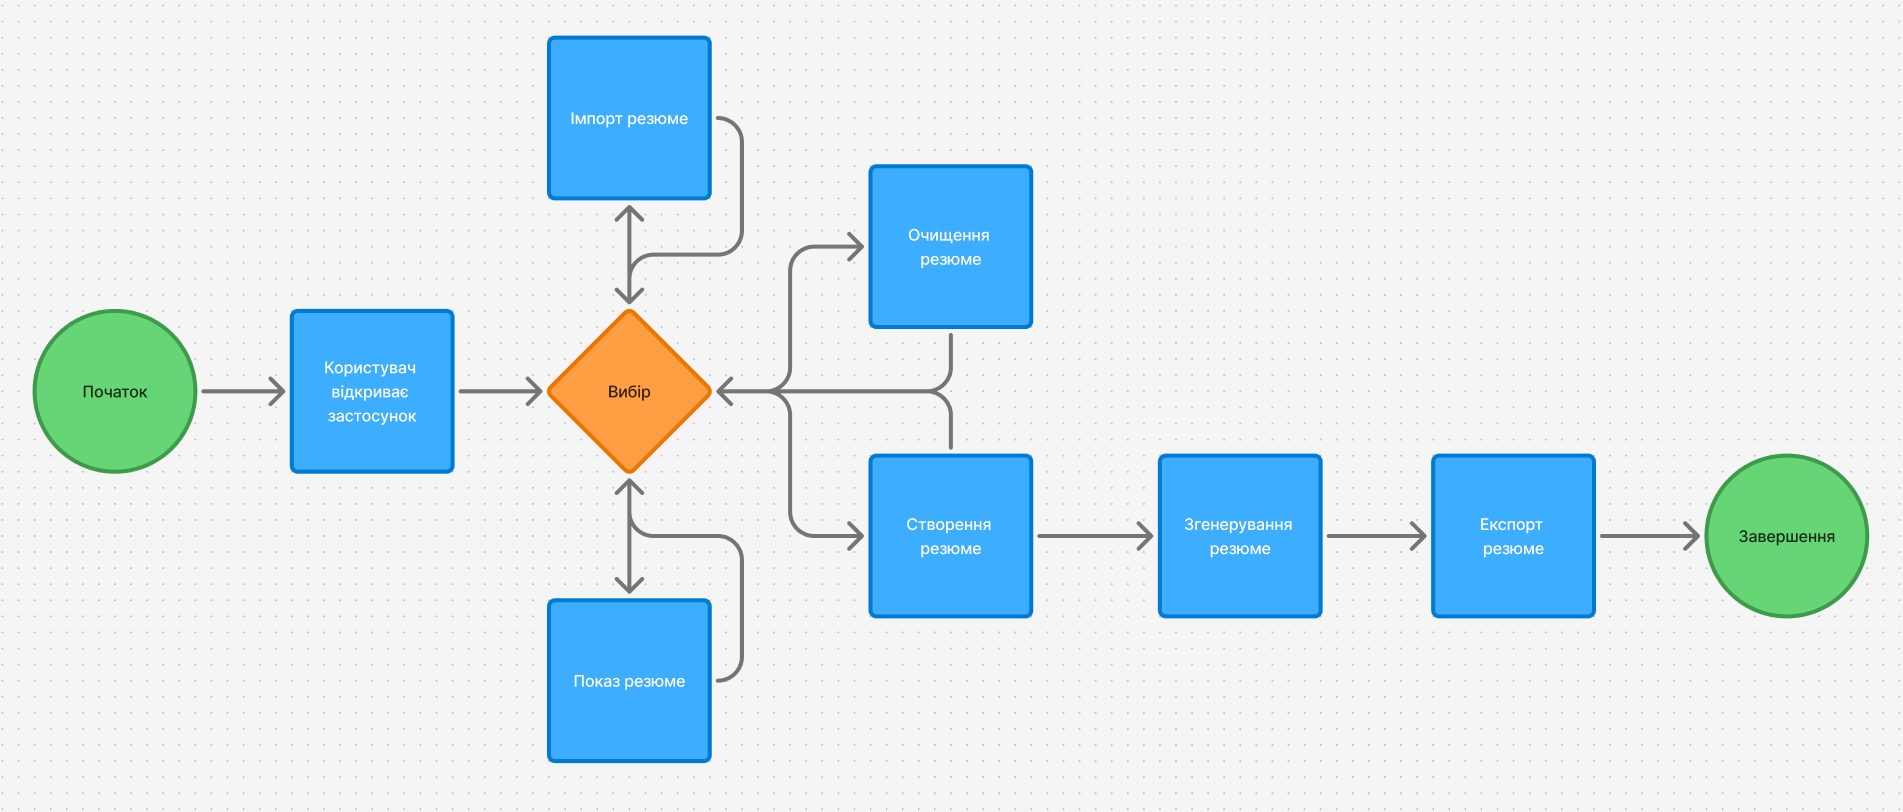 Імпорт резюме
Очищення
резюме
Початок
Користувач
відкриває
застосунок
Вибір
Створення
резюме
Згенерування
резюме
Експорт
резюме
Завершення
Показ резюме